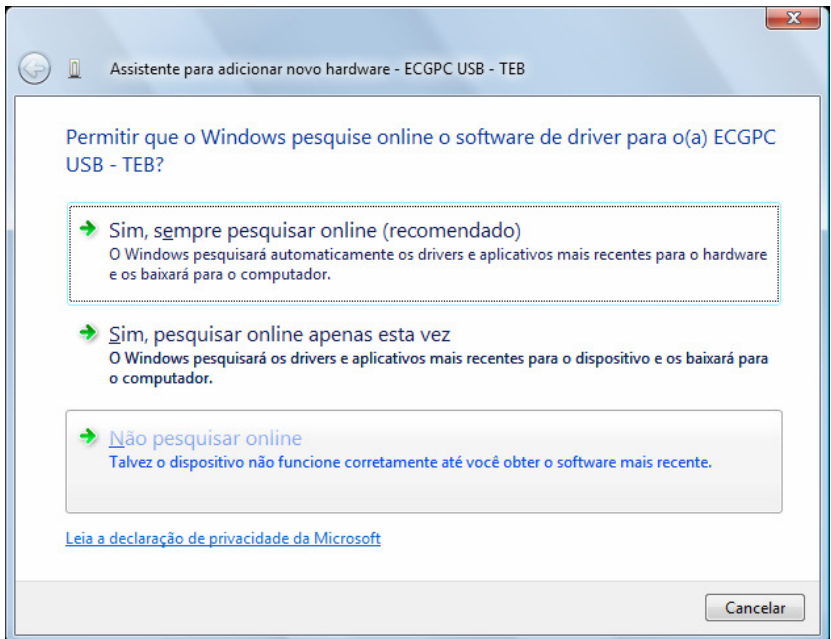 Assistente para adicionar novo hardware - ECGPC USB - TEB
Permitir que o Windows pesquise online o software de driver para o(a) ECGPC
USB - TEB?
Sim, sempre pesquisar online (recomendado)
O Windows pesquisará automaticamente os drivers e aplicativos mais recentes para o hardware
e os baixará para o computador.
Sim, pesquisar online apenas esta vez
O Windows pesquisará os drivers e aplicativos mais recentes para o dispositivo e os baixará para
o computador.
Não pesquisar online
Talvez o dispositivo não funcione corretamente até você obter o software mais recente.
Leia a declaração de privacidade da Microsoft
Cancelar